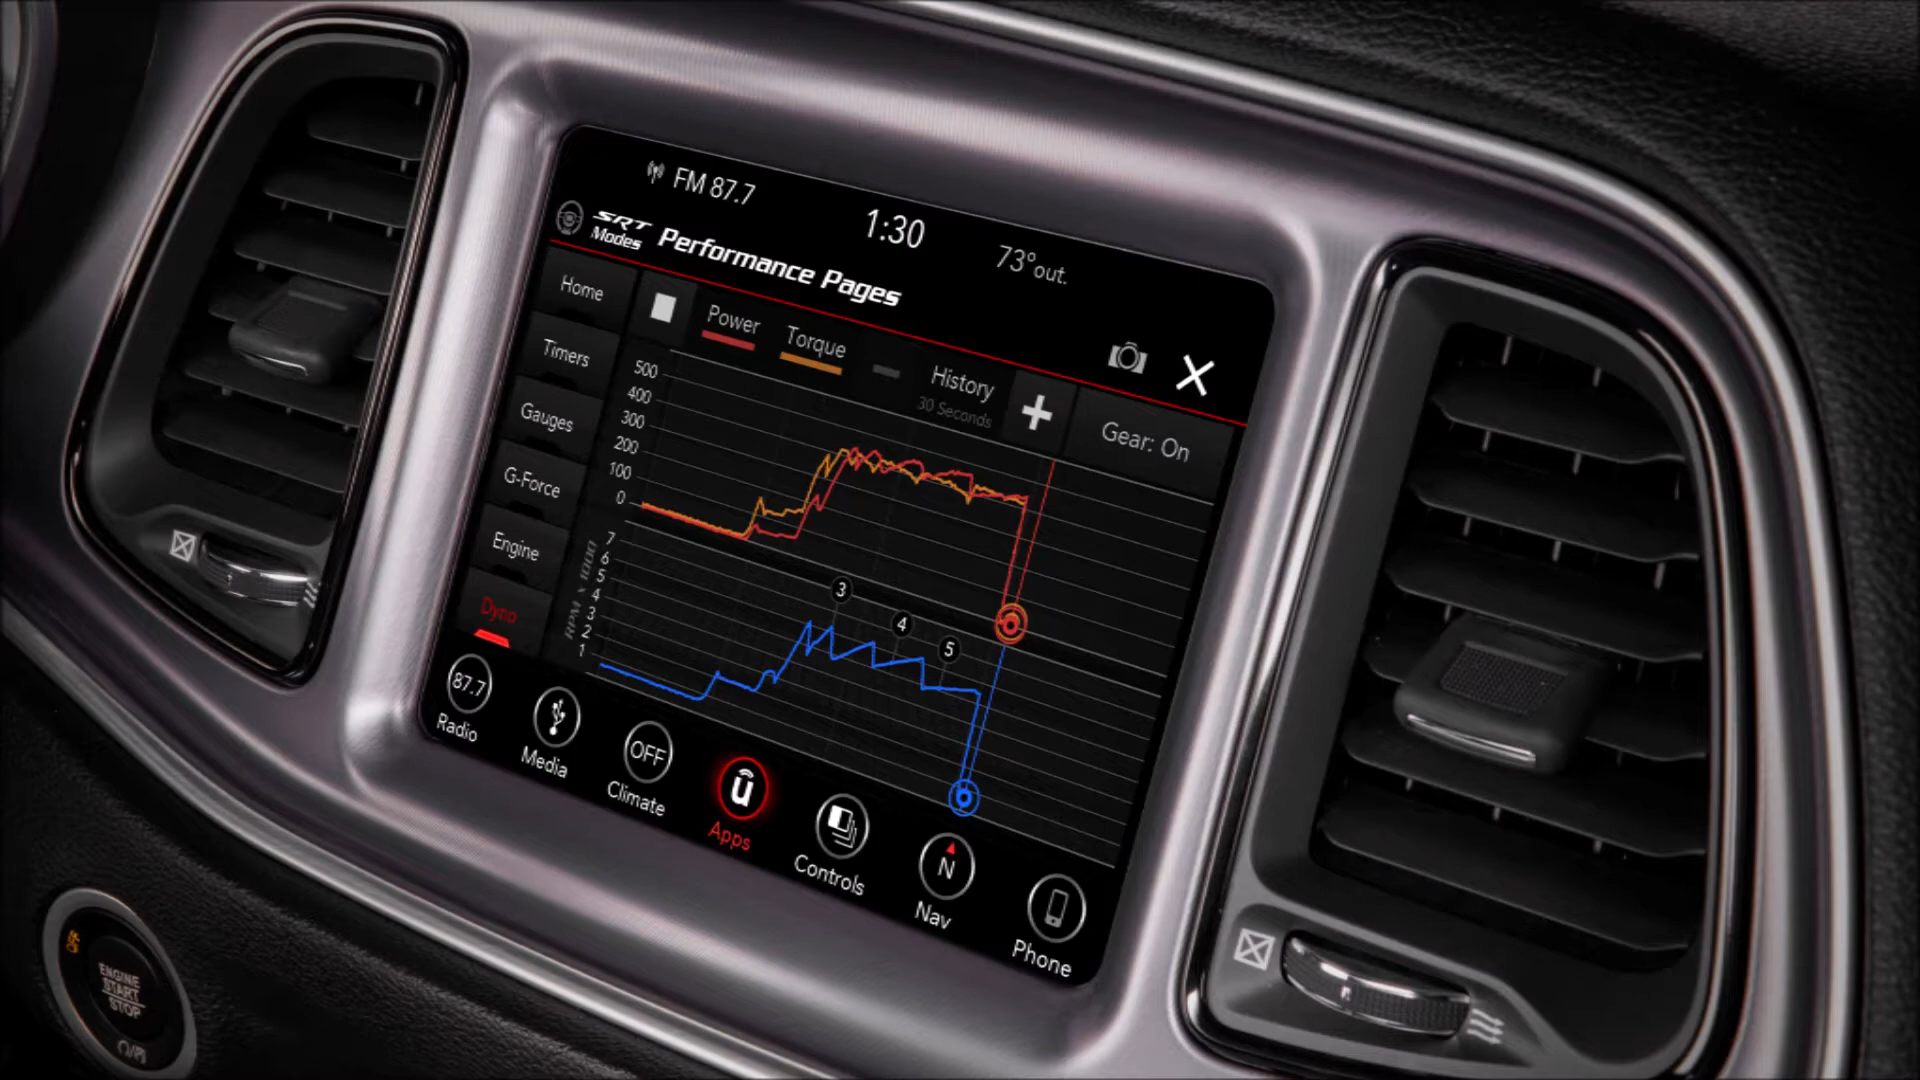 FM 87.7
1:30
73°out.
SRT
Modes
Performance Pages
Home
Timers
Gauges
G-Force
Engine
Dyno
Power
Torque
History
30 Seconds
Gear: On
500
400
300
200
100
0
RPM x 1000
7
6
5
4
3
2
1
3
4
5
87.7
Radio
Media
OFF
Climate
ū
Apps
Controls
N
Nav
Phone
ENGINE
START
STOP